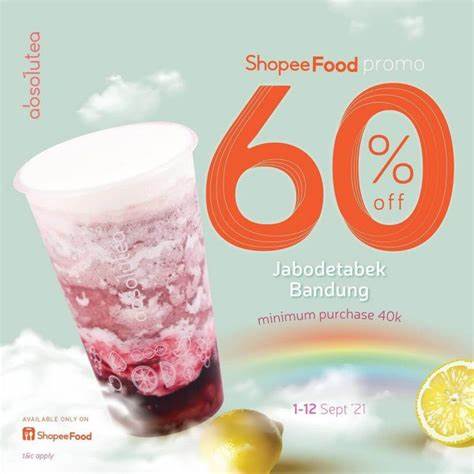 absolutea
ShopeeFood promo
60% off
Jabodetabek
Bandung
minimum purchase 40k
absolutea
1-12 Sept '21
AVAILABLE ONLY ON
ShopeeFood
t&c apply